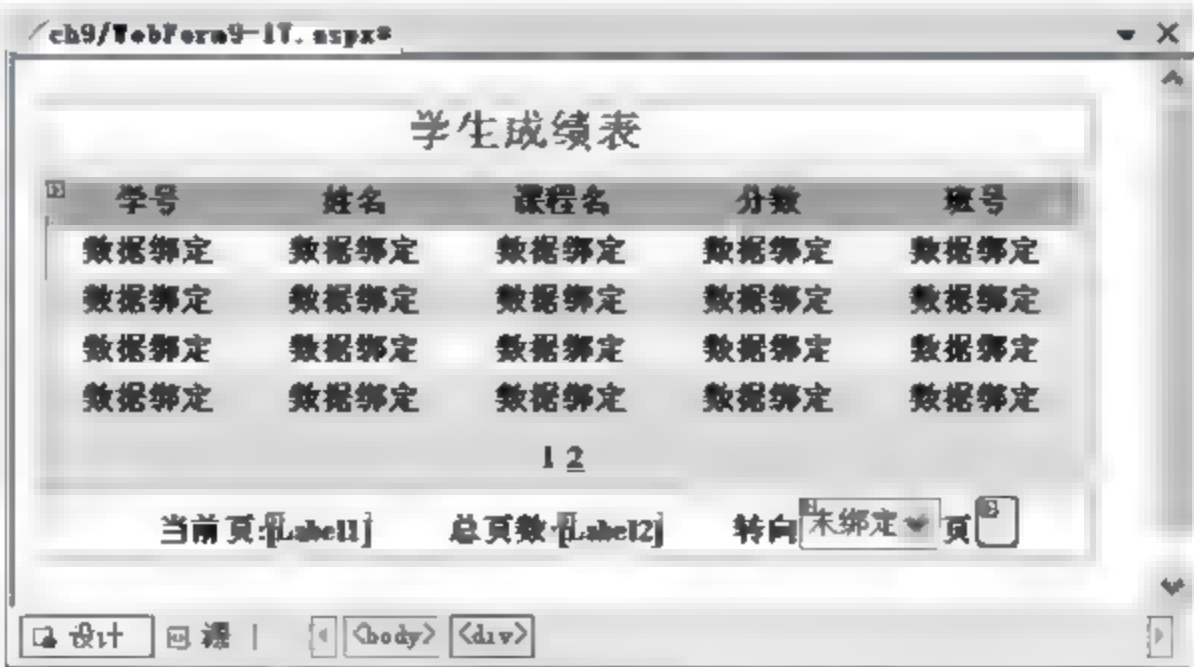 /ch9/WebForm9-17.aspx*
学生成绩表
学号 姓名 课程名 分数 班号
数据绑定 数据绑定 数据绑定 数据绑定 数据绑定
数据绑定 数据绑定 数据绑定 数据绑定 数据绑定
数据绑定 数据绑定 数据绑定 数据绑定 数据绑定
数据绑定 数据绑定 数据绑定 数据绑定 数据绑定
1 2
当前页:[Label1] 总页数:[Label2] 转向 未绑定 页
设计 源 <body> <div>